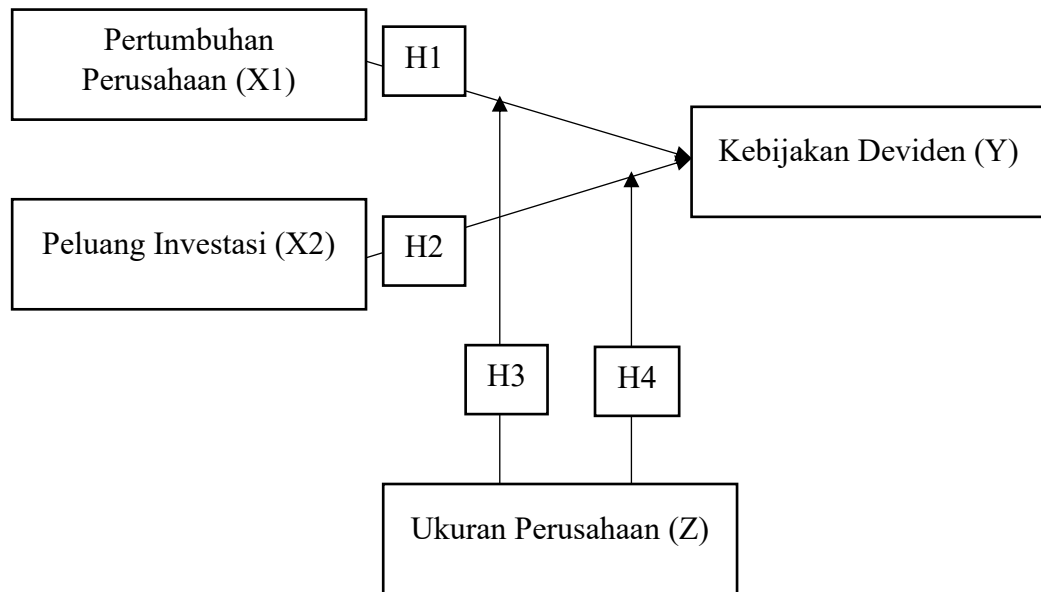 Pertumbuhan
Perusahaan (X1)
H1
Kebijakan Deviden (Y)
Peluang Investasi (X2)
H2
H3
H4
Ukuran Perusahaan (Z)